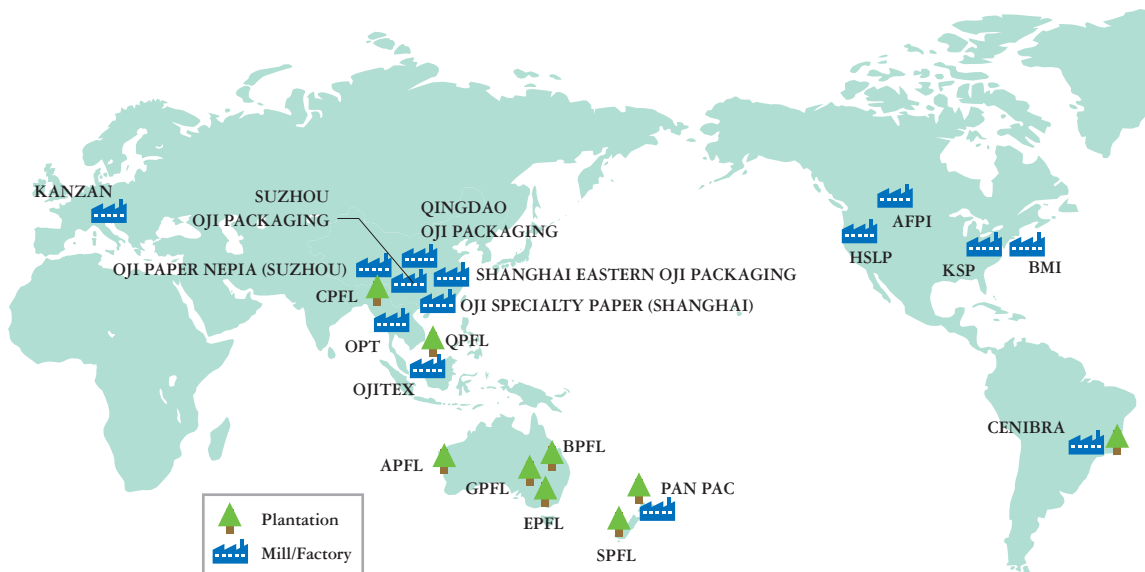 KANZAN
SUZHOU
OJI PACKAGING
QINGDAO
OJI PACKAGING
OJI PAPER NEPIA (SUZHOU)
SHANGHAI EASTERN OJI PACKAGING
CPFL
OJI SPECIALTY PAPER (SHANGHAI)
OPT
QPFL
OJITEX
AFPI
HSLP
KSP
BMI
CENIBRA
APFL
BPFL
GPFL
EPFL
PAN PAC
SPFL
Plantation
Mill/Factory